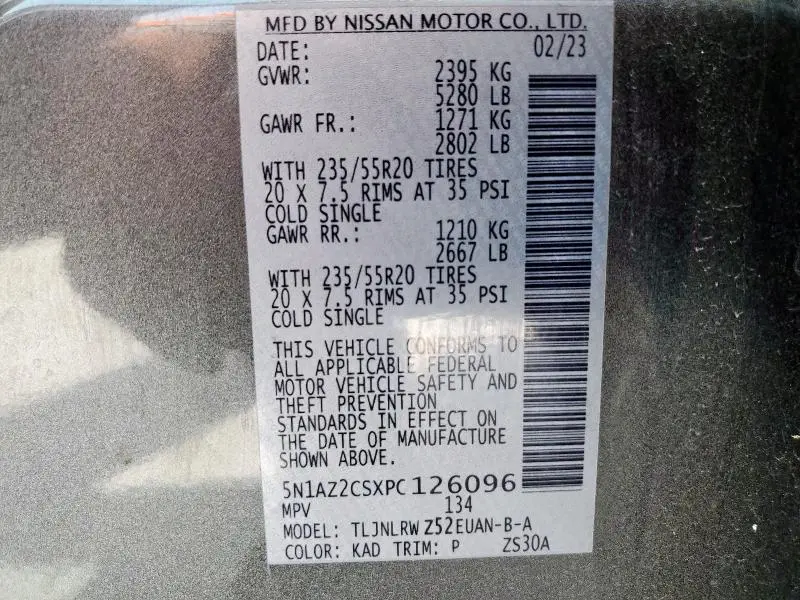 MFD BY NISSAN MOTOR CO., LTD.
DATE: 02/23
GVWR: 2395 KG
5280 LB
GAWR FR.: 1271 KG
2802 LB
WITH 235/55R20 TIRES
20 X 7.5 RIMS AT 35 PSI
COLD SINGLE
GAWR RR.: 1210 KG
2667 LB
WITH 235/55R20 TIRES
20 X 7.5 RIMS AT 35 PSI
COLD SINGLE
THIS VEHICLE CONFORMS TO
ALL APPLICABLE FEDERAL
MOTOR VEHICLE SAFETY AND
THEFT PREVENTION
STANDARDS IN EFFECT ON
THE DATE OF MANUFACTURE
SHOWN ABOVE.
5N1AZ2CSXPC126096
MPV 134
MODEL: TLJNLRW Z52EUAN-B-A
COLOR: KAD TRIM: P ZS30A